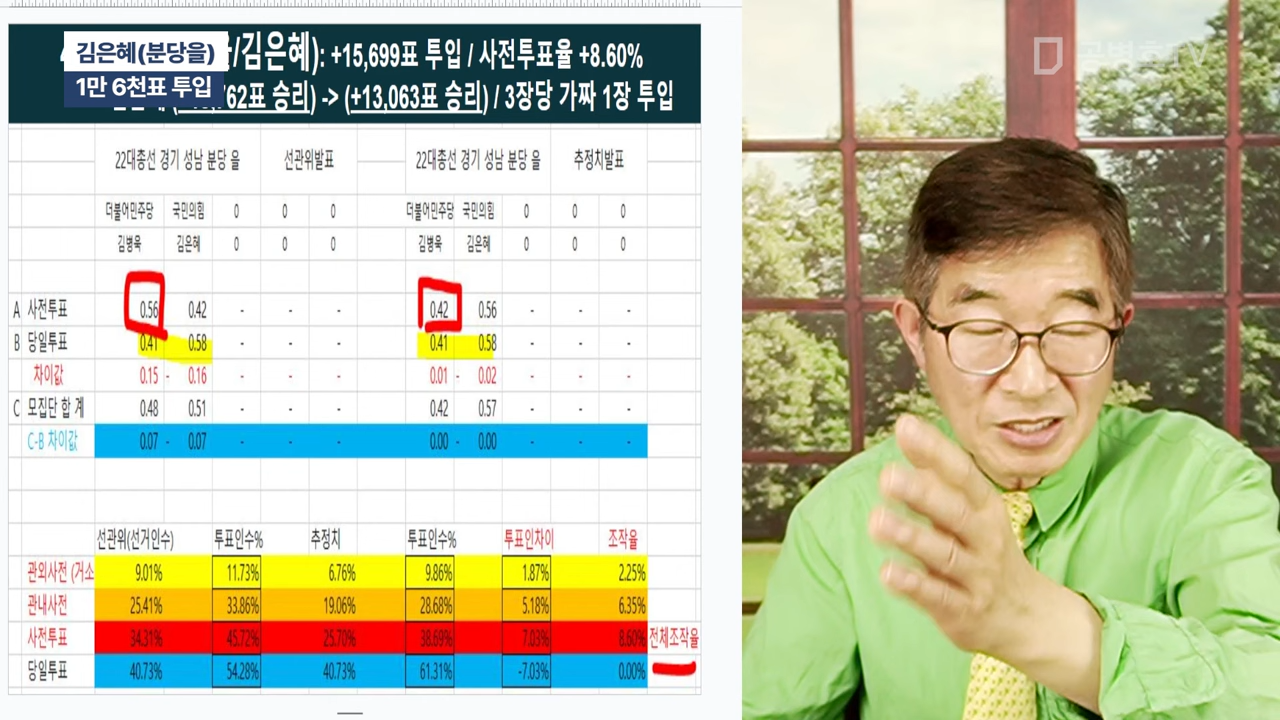 김은혜(분당을)
1만 6천표 투입
/김은혜): +15,699표 투입 / 사전투표율 +8.60%
762표 승리) -> (+13,063표 승리) / 3장당 가짜 1장 투입
공병호TV
22대총선 경기 성남 분당 을 선관위발표 22대총선 경기 성남 분당 을 추정치발표
더불어민주당 국민의힘 0 0 0 더불어민주당 국민의힘 0 0 0
김병욱 김은혜 0 0 0 김병욱 김은혜 0 0 0
A 사전투표 0.56 0.42 - - - 0.42 0.56 - - -
B 당일투표 0.41 0.58 - - - 0.41 0.58 - - -
차이값 0.15 - 0.16 - - - 0.01 - 0.02 - - -
C 모집단 합 계 0.48 0.51 - - - 0.42 0.57 - - -
C-B 차이값 0.07 - 0.07 - - - 0.00 - 0.00 - - -
선관위(선거인수) 투표인수% 추정치 투표인수% 투표인차이 조작율
관외사전 (거소 9.01% 11.73% 6.76% 9.86% 1.87% 2.25%
관내사전 25.41% 33.86% 19.06% 28.68% 5.18% 6.35%
사전투표 34.31% 45.72% 25.70% 38.69% 7.03% 8.60% 전체조작율
당일투표 40.73% 54.28% 40.73% 61.31% -7.03% 0.00%